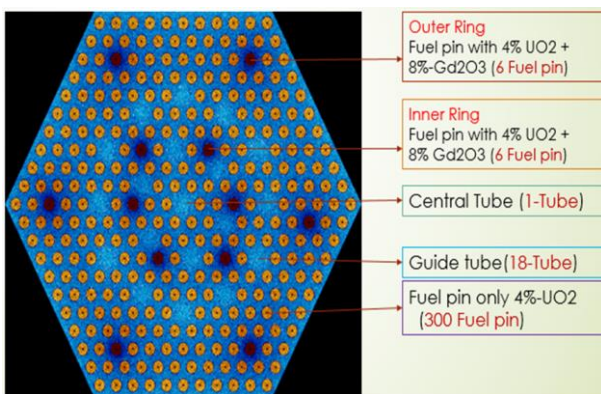 Outer Ring
Fuel pin with 4% UO2 +
8%-Gd2O3 (6 Fuel pin)
Inner Ring
Fuel pin with 4% UO2 +
8% Gd2O3 (6 Fuel pin)
Central Tube (1-Tube)
Guide tube(18-Tube)
Fuel pin only 4%-UO2
(300 Fuel pin)